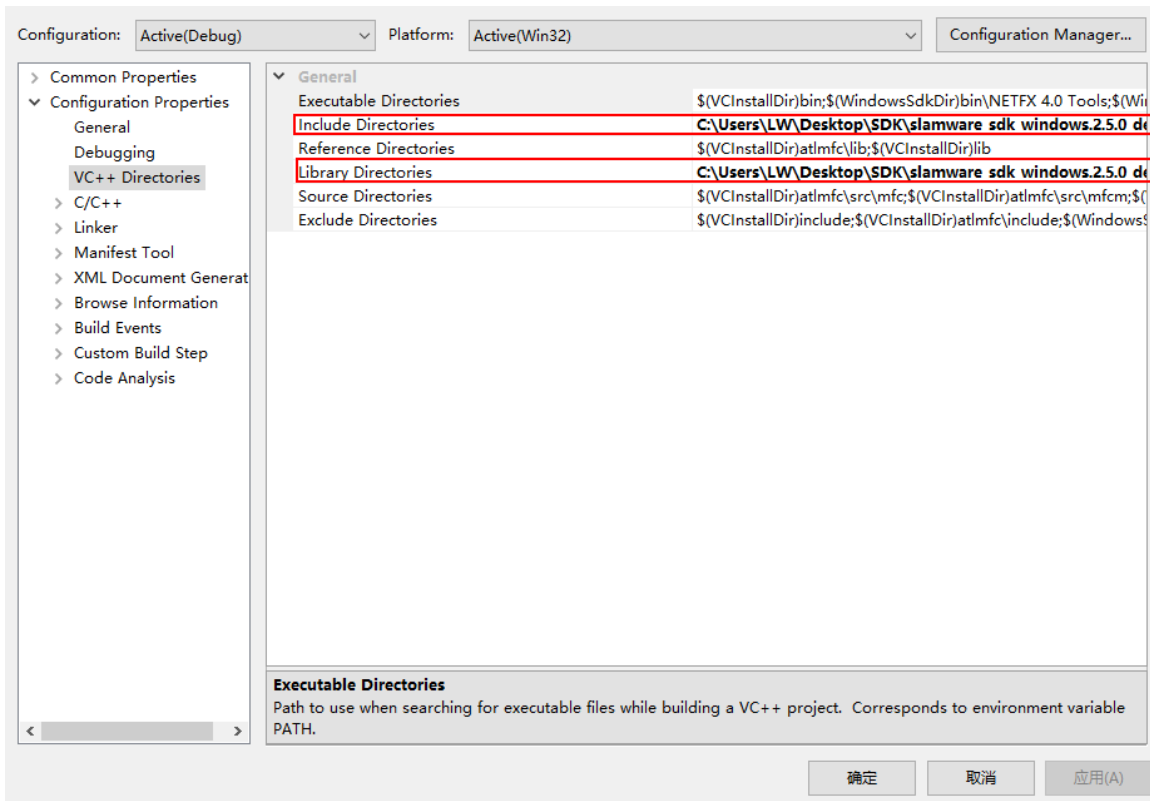 Configuration: Active(Debug) Platform: Active(Win32) Configuration Manager...
Common Properties
Configuration Properties
General
Debugging
VC++ Directories
C/C++
Linker
Manifest Tool
XML Document Generat
Browse Information
Build Events
Custom Build Step
Code Analysis
General
Executable Directories $(VCInstallDir)bin;$(WindowsSdkDir)bin\NETFX 4.0 Tools;$(Wi
Include Directories C:\Users\LW\Desktop\SDK\slamware sdk windows.2.5.0 de
Reference Directories $(VCInstallDir)atlmfc\lib;$(VCInstallDir)lib
Library Directories C:\Users\LW\Desktop\SDK\slamware sdk windows.2.5.0 de
Source Directories $(VCInstallDir)atlmfc\src\mfc;$(VCInstallDir)atlmfc\src\mfcm;$(
Exclude Directories $(VCInstallDir)include;$(VCInstallDir)atlmfc\include;$(WindowsS
Executable Directories
Path to use when searching for executable files while building a VC++ project. Corresponds to environment variable
PATH.
确定 取消 应用(A)